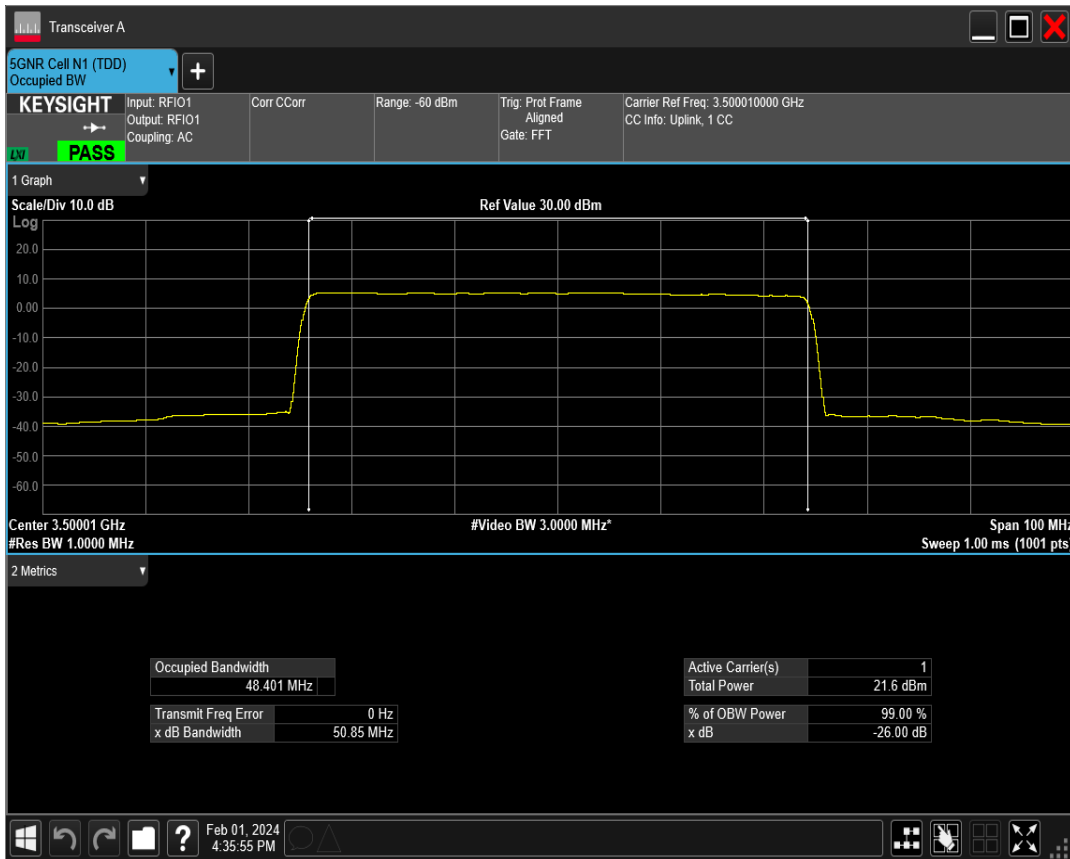 Transceiver A
5GNR Cell N1 (TDD)
Occupied BW
+
KEYSIGHT
LXI
PASS
Input: RFIO1
Output: RFIO1
Coupling: AC
Corr CCorr
Range: -60 dBm
Trig: Prot Frame
Aligned
Gate: FFT
Carrier Ref Freq: 3.500010000 GHz
CC Info: Uplink, 1 CC
1 Graph
Scale/Div 10.0 dB
Ref Value 30.00 dBm
Log
20.0
10.0
0.00
-10.0
-20.0
-30.0
-40.0
-50.0
-60.0
Center 3.50001 GHz
#Video BW 3.0000 MHz*
Span 100 MHz
#Res BW 1.0000 MHz
Sweep 1.00 ms (1001 pts)
2 Metrics
Occupied Bandwidth
48.401 MHz
Transmit Freq Error 0 Hz
x dB Bandwidth 50.85 MHz
Active Carrier(s) 1
Total Power 21.6 dBm
% of OBW Power 99.00 %
x dB -26.00 dB
?
Feb 01, 2024
4:35:55 PM